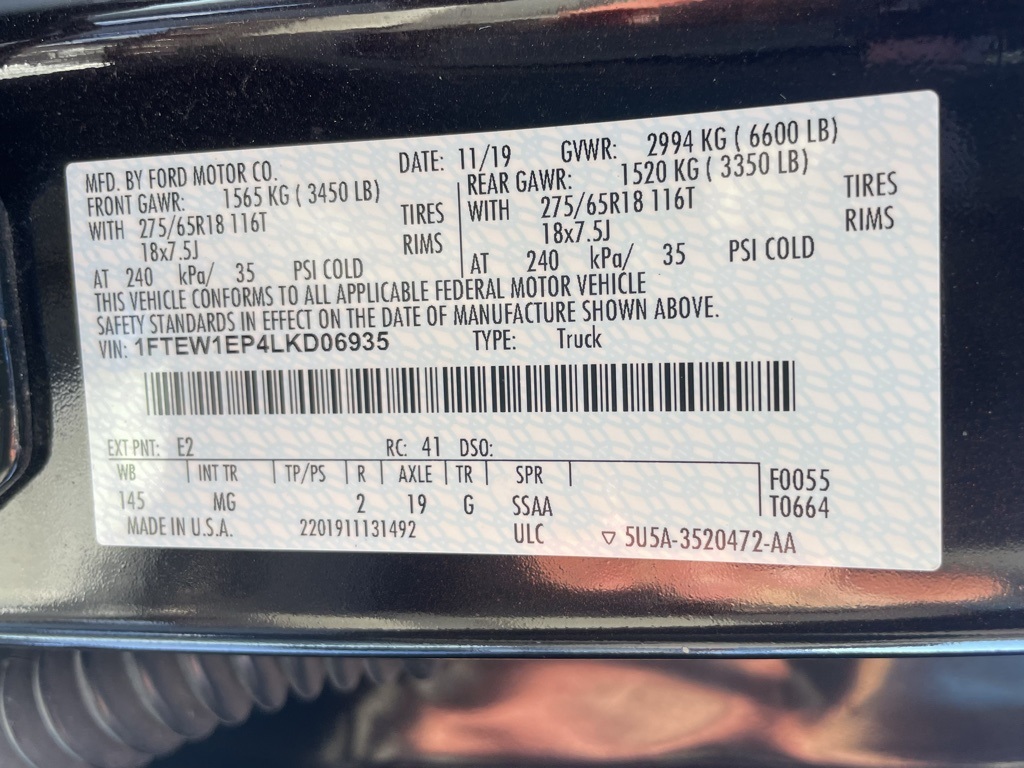 MFD. BY FORD MOTOR CO. DATE: 11/19 GVWR: 2994 KG ( 6600 LB)
FRONT GAWR: 1565 KG ( 3450 LB) REAR GAWR: 1520 KG ( 3350 LB)
WITH 275/65R18 116T TIRES WITH 275/65R18 116T TIRES
18x7.5J RIMS 18x7.5J RIMS
AT 240 kPa/ 35 PSI COLD AT 240 kPa/ 35 PSI COLD
THIS VEHICLE CONFORMS TO ALL APPLICABLE FEDERAL MOTOR VEHICLE
SAFETY STANDARDS IN EFFECT ON THE DATE OF MANUFACTURE SHOWN ABOVE.
VIN: 1FTEW1EP4LKD06935 TYPE: Truck
EXT PNT: E2 RC: 41 DSO:
WB INT TR TP/PS R AXLE TR SPR F0055
145 MG 2 19 G SSAA T0664
MADE IN U.S.A. 2201911131492 ULC ▽ 5U5A-3520472-AA